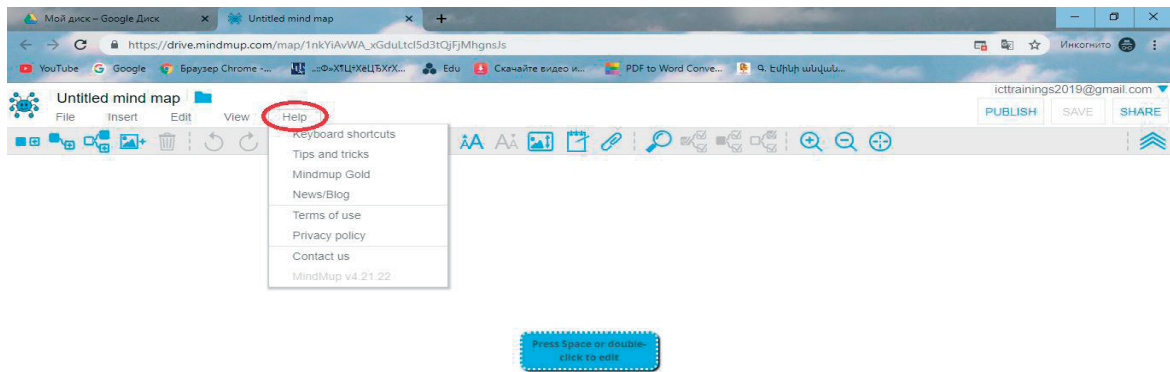 Мой диск – Google Диск
Untitled mind map
https://drive.mindmup.com/map/1nkYiAvWA_xGduLtcI5d3tQjFjMhgnsJs
Инкогнито
YouTube Google Браузер Chrome -... Edu Скачайте видео и... PDF to Word Conve... Գ. Էմինի անվան...
icttrainings2019@gmail.com
Untitled mind map
PUBLISH SAVE SHARE
File Insert Edit View Help
Keyboard shortcuts
Tips and tricks
Mindmup Gold
News/Blog
Terms of use
Privacy policy
Contact us
MindMup v4.21.22
Press Space or double-
click to edit